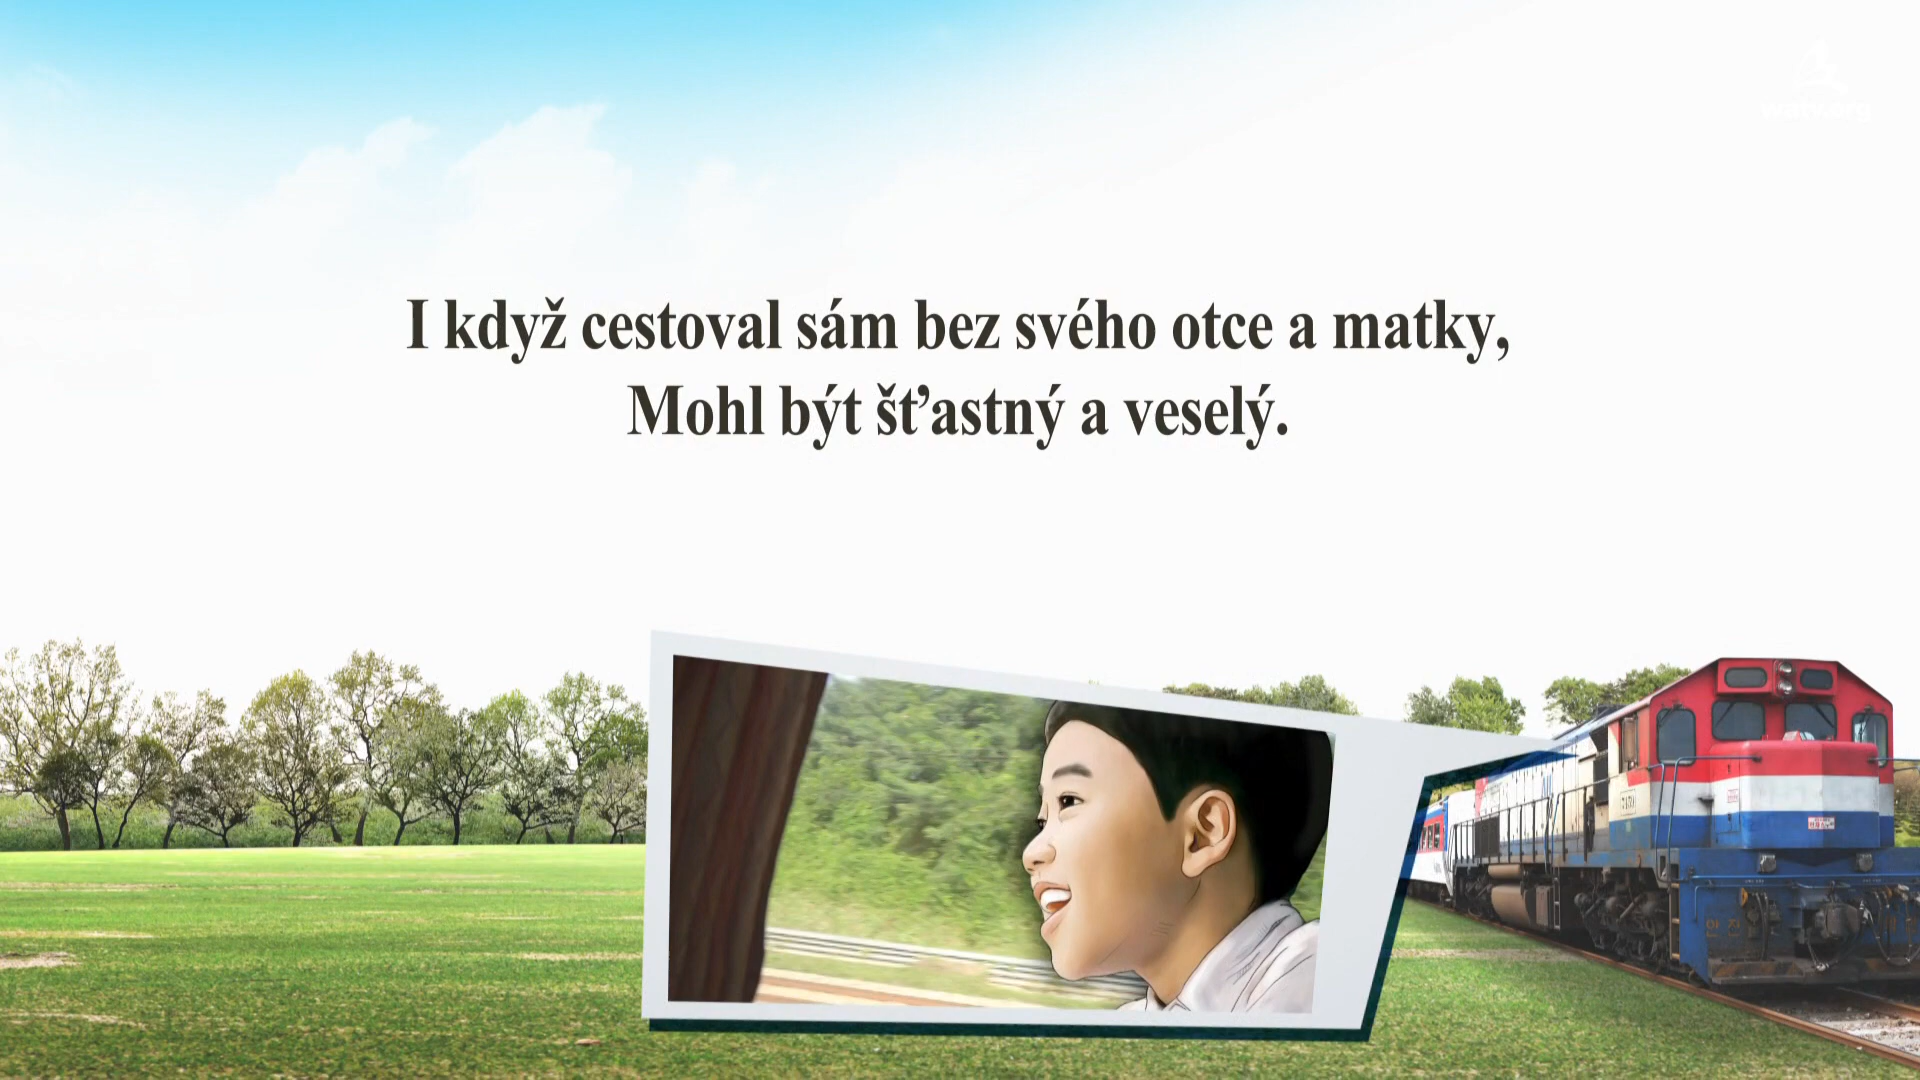 I když cestoval sám bez svého otce a matky,
Mohl být šťastný a veselý.